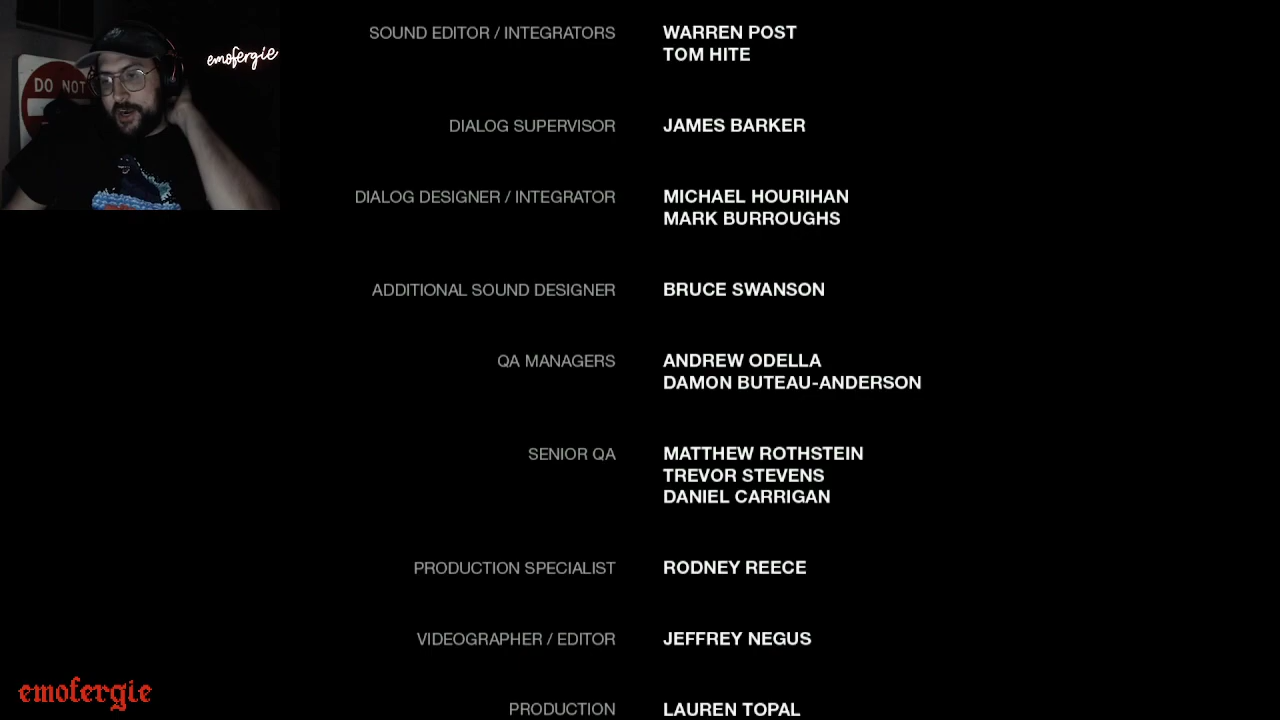 DO NOT
emofergie
SOUND EDITOR / INTEGRATORS WARREN POST
TOM HITE
DIALOG SUPERVISOR JAMES BARKER
DIALOG DESIGNER / INTEGRATOR MICHAEL HOURIHAN
MARK BURROUGHS
ADDITIONAL SOUND DESIGNER BRUCE SWANSON
QA MANAGERS ANDREW ODELLA
DAMON BUTEAU-ANDERSON
SENIOR QA MATTHEW ROTHSTEIN
TREVOR STEVENS
DANIEL CARRIGAN
PRODUCTION SPECIALIST RODNEY REECE
VIDEOGRAPHER / EDITOR JEFFREY NEGUS
PRODUCTION LAUREN TOPAL
emofergie